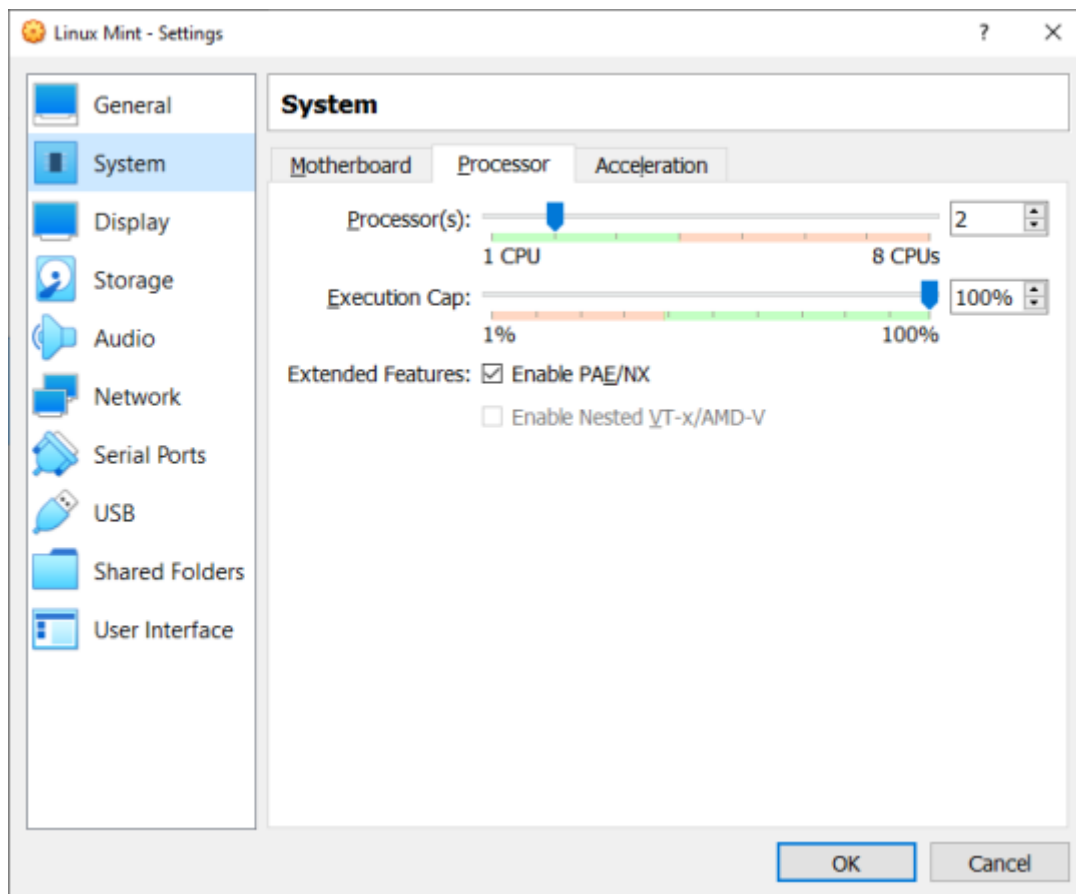 Linux Mint - Settings
?
General
System
Display
Storage
Audio
Network
Serial Ports
USB
Shared Folders
User Interface
System
Motherboard Processor Acceleration
Processor(s): 2
1 CPU 8 CPUs
Execution Cap: 100%
1% 100%
Extended Features: Enable PAE/NX
Enable Nested VT-x/AMD-V
OK Cancel